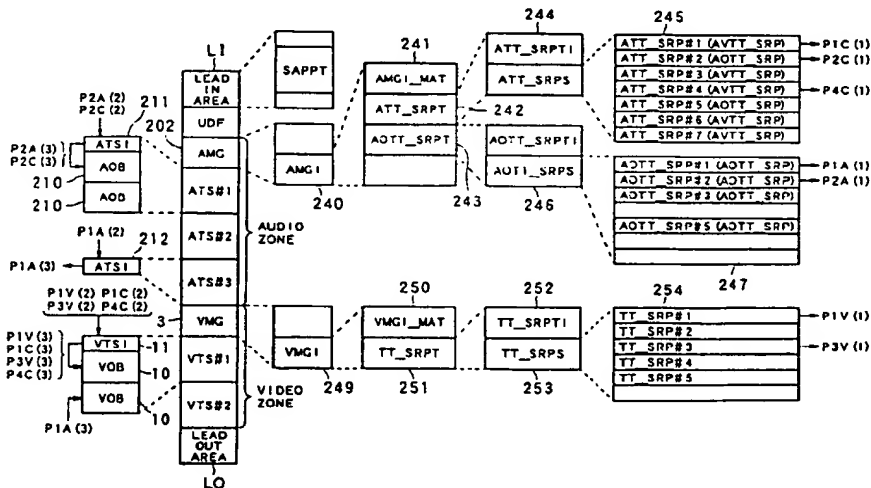 LI
LEAD
IN
AREA
UDF
AMG
ATS#1
ATS#2
ATS#3
VMG
VTS#1
VTS#2
LEAD
OUT
AREA
LO
AUDIO
ZONE
VIDEO
ZONE
202
3
P2A(2)
P2C(2)
211
P2A(3)
P2C(3)
ATSI
AOB
AOB
210
210
P1A(2)
212
P1A(3)
ATSI
P1V(2) P1C(2)
P3V(2) P4C(2)
P1V(3)
P1C(3)
P3V(3)
P4C(3)
VTSI
VOB
VOB
11
10
10
P1A(3)
SAPPT
AMGI
240
241
AMGI_MAT
ATT_SRPT
AOTT_SRPT
242
243
244
ATT_SRPTI
ATT_SRPS
AOTT_SRPTI
AOTT_SRPS
246
245
ATT_SRP#1 (AVTT_SRP)
ATT_SRP#2 (AOTT_SRP)
ATT_SRP#3 (AVTT_SRP)
ATT_SRP#4 (AVTT_SRP)
ATT_SRP#5 (AOTT_SRP)
ATT_SRP#6 (AVTT_SRP)
ATT_SRP#7 (AVTT_SRP)
P1C(1)
P2C(1)
P4C(1)
AOTT_SRP#1 (AOTT_SRP)
AOTT_SRP#2 (AOTT_SRP)
AOTT_SRP#3 (AOTT_SRP)
AOTT_SRP#5 (AOTT_SRP)
P1A(1)
P2A(1)
247
VMGI
249
250
VMGI_MAT
TT_SRPT
251
252
TT_SRPTI
TT_SRPS
253
254
TT_SRP#1
TT_SRP#2
TT_SRP#3
TT_SRP#4
TT_SRP#5
P1V(1)
P3V(1)